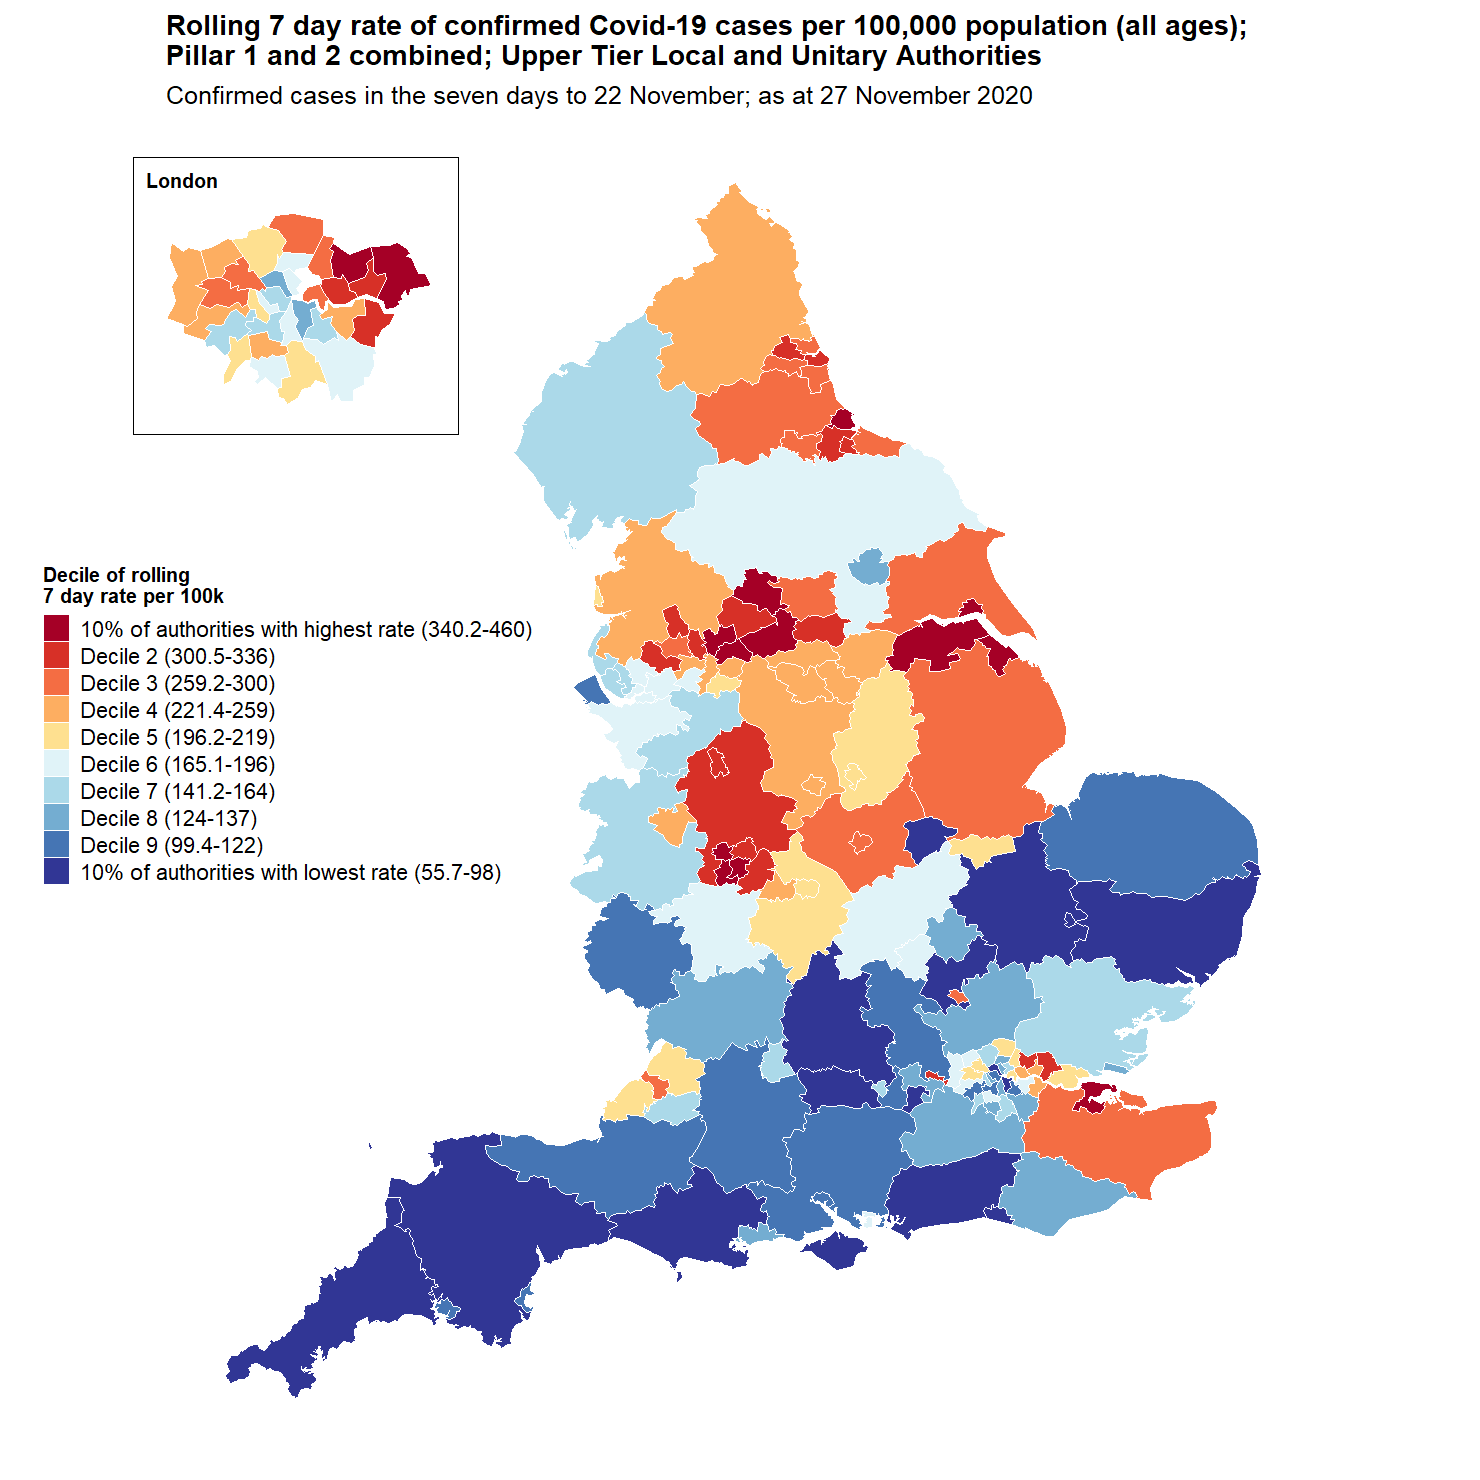 Rolling 7 day rate of confirmed Covid-19 cases per 100,000 population (all ages);
Pillar 1 and 2 combined; Upper Tier Local and Unitary Authorities
Confirmed cases in the seven days to 22 November; as at 27 November 2020
London
Decile of rolling
7 day rate per 100k
10% of authorities with highest rate (340.2-460)
Decile 2 (300.5-336)
Decile 3 (259.2-300)
Decile 4 (221.4-259)
Decile 5 (196.2-219)
Decile 6 (165.1-196)
Decile 7 (141.2-164)
Decile 8 (124-137)
Decile 9 (99.4-122)
10% of authorities with lowest rate (55.7-98)